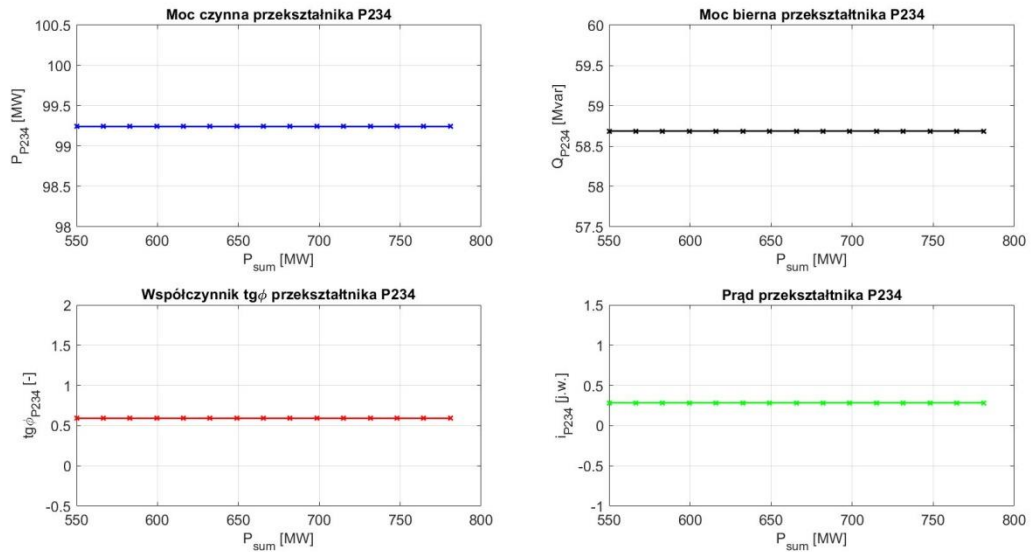 Moc czynna przekształnika P234
100.5
100
99.5
99
98.5
98
P_P234 [MW]
550 600 650 700 750 800
P_sum [MW]
Moc bierna przekształtnika P234
60
59.5
59
58.5
58
57.5
Q_P234 [Mvar]
550 600 650 700 750 800
P_sum [MW]
Współczynnik tgϕ przekształtnika P234
2
1.5
1
0.5
0
-0.5
tgϕ_P234 [-]
550 600 650 700 750 800
P_sum [MW]
Prąd przekształtnika P234
1.5
1
0.5
0
-0.5
-1
i_P234 [j.w.]
550 600 650 700 750 800
P_sum [MW]